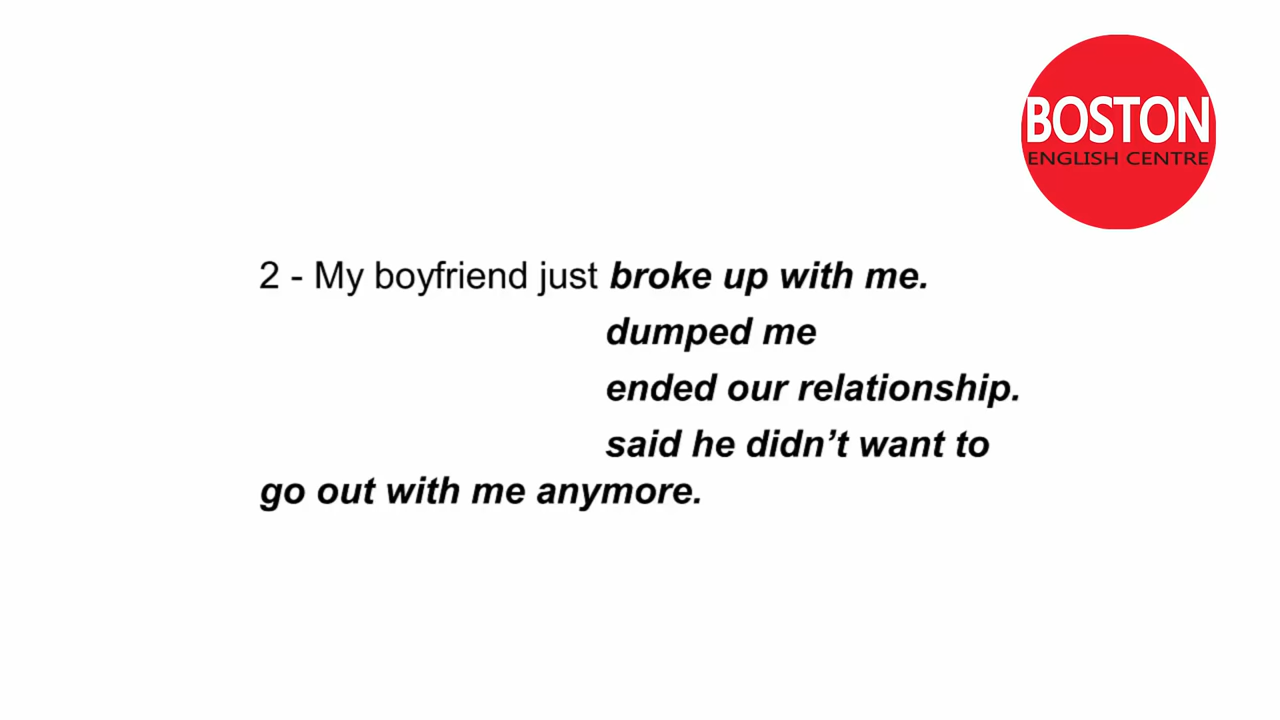 BOSTON
ENGLISH CENTRE
2 - My boyfriend just broke up with me.
dumped me
ended our relationship.
said he didn’t want to
go out with me anymore.